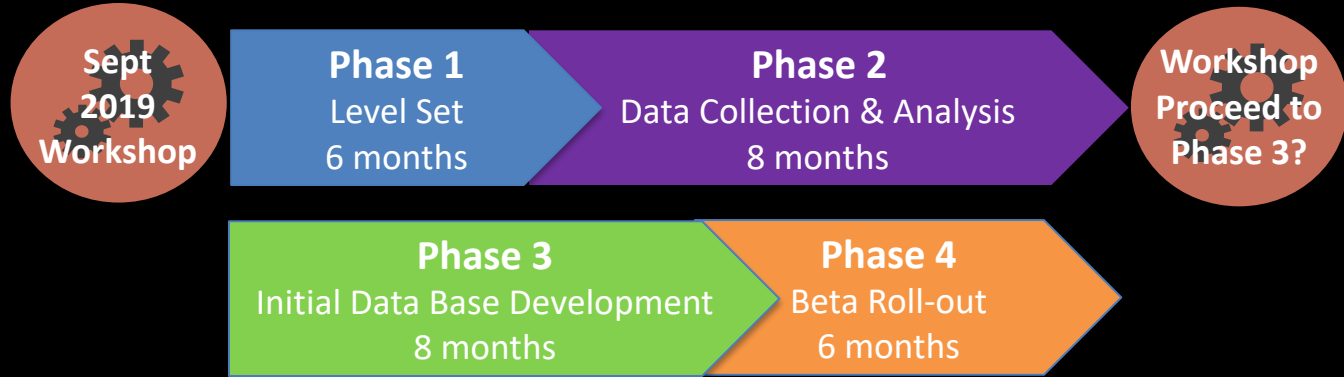 Sept
2019
Workshop
Phase 1
Level Set
6 months
Phase 2
Data Collection & Analysis
8 months
Workshop
Proceed to
Phase 3?
Phase 3
Initial Data Base Development
8 months
Phase 4
Beta Roll-out
6 months